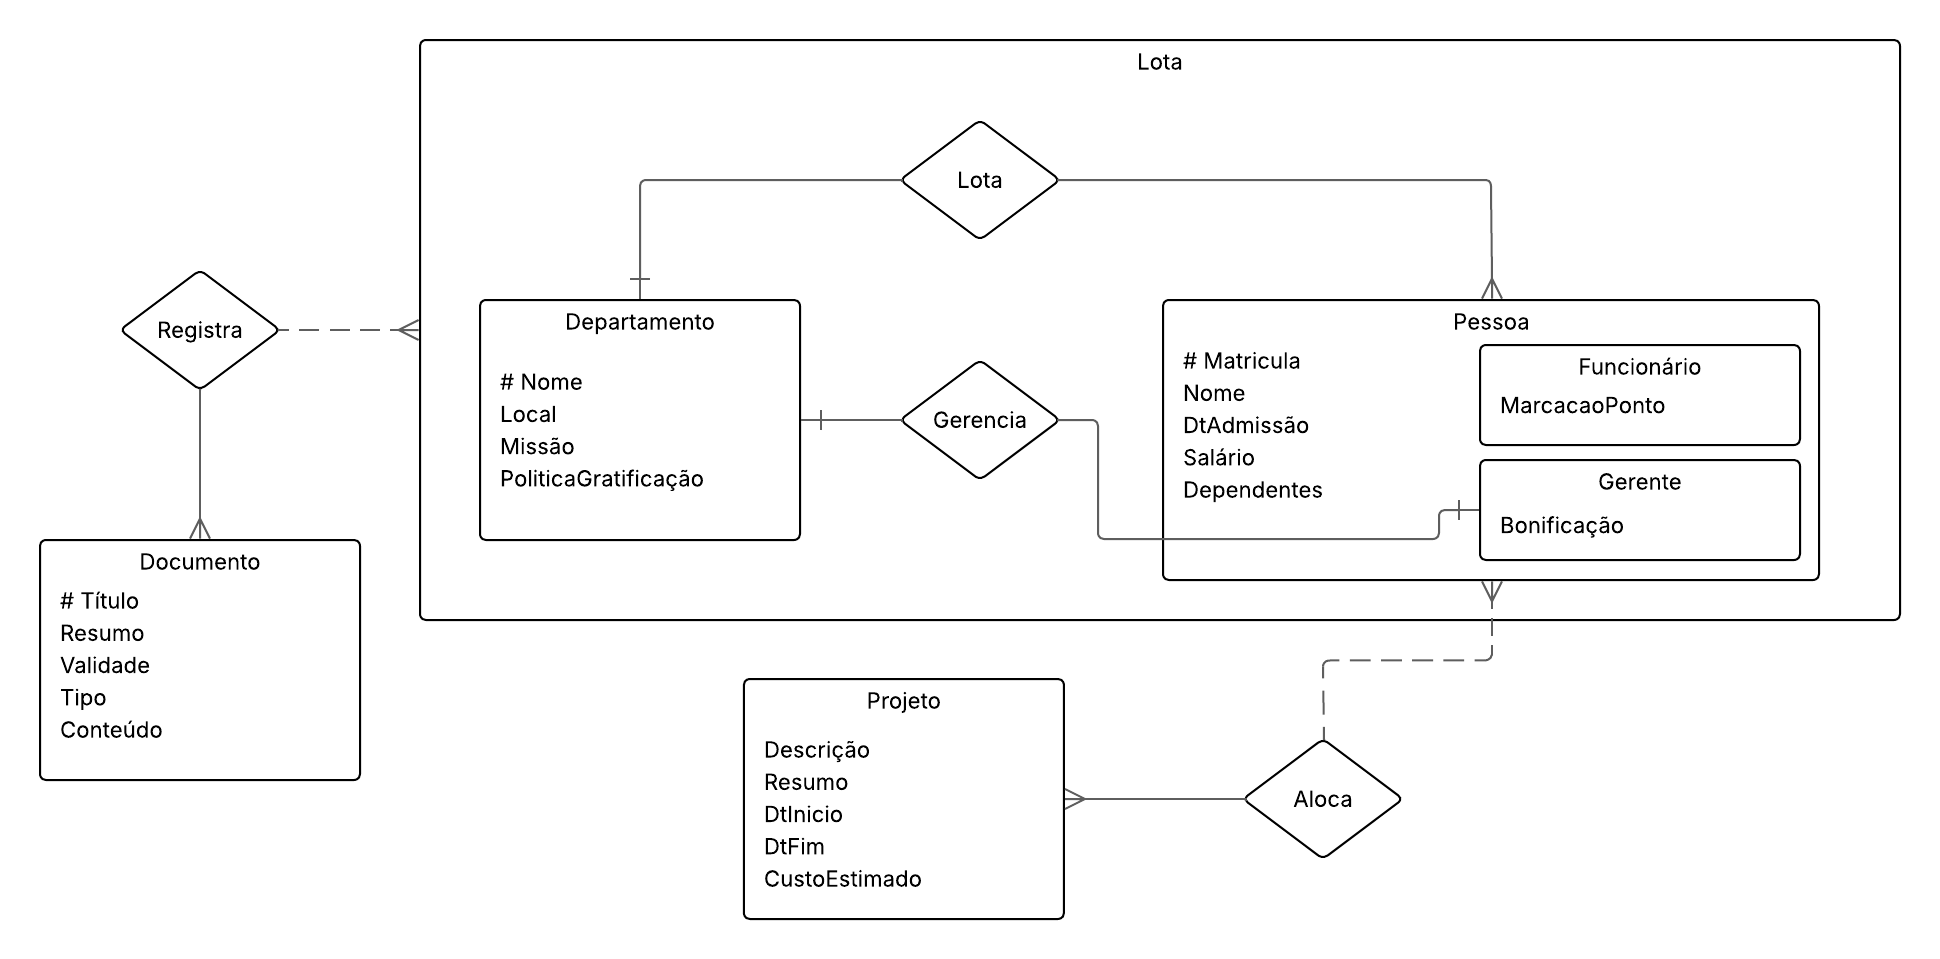 Lota
Lota
Registra
Departamento
# Nome
Local
Missão
PoliticaGratificação
Gerencia
Pessoa
# Matricula
Nome
DtAdmissão
Salário
Dependentes
Funcionário
MarcacaoPonto
Gerente
Bonificação
Documento
# Título
Resumo
Validade
Tipo
Conteúdo
Projeto
Descrição
Resumo
DtInicio
DtFim
CustoEstimado
Aloca